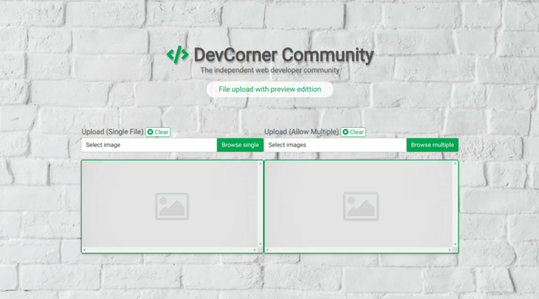 </> DevCorner Community
The independent web developer community
File upload with preview edittion
Upload (Single File) Clear
Select image Browse single
Upload (Allow Multiple) Clear
Select images Browse multiple